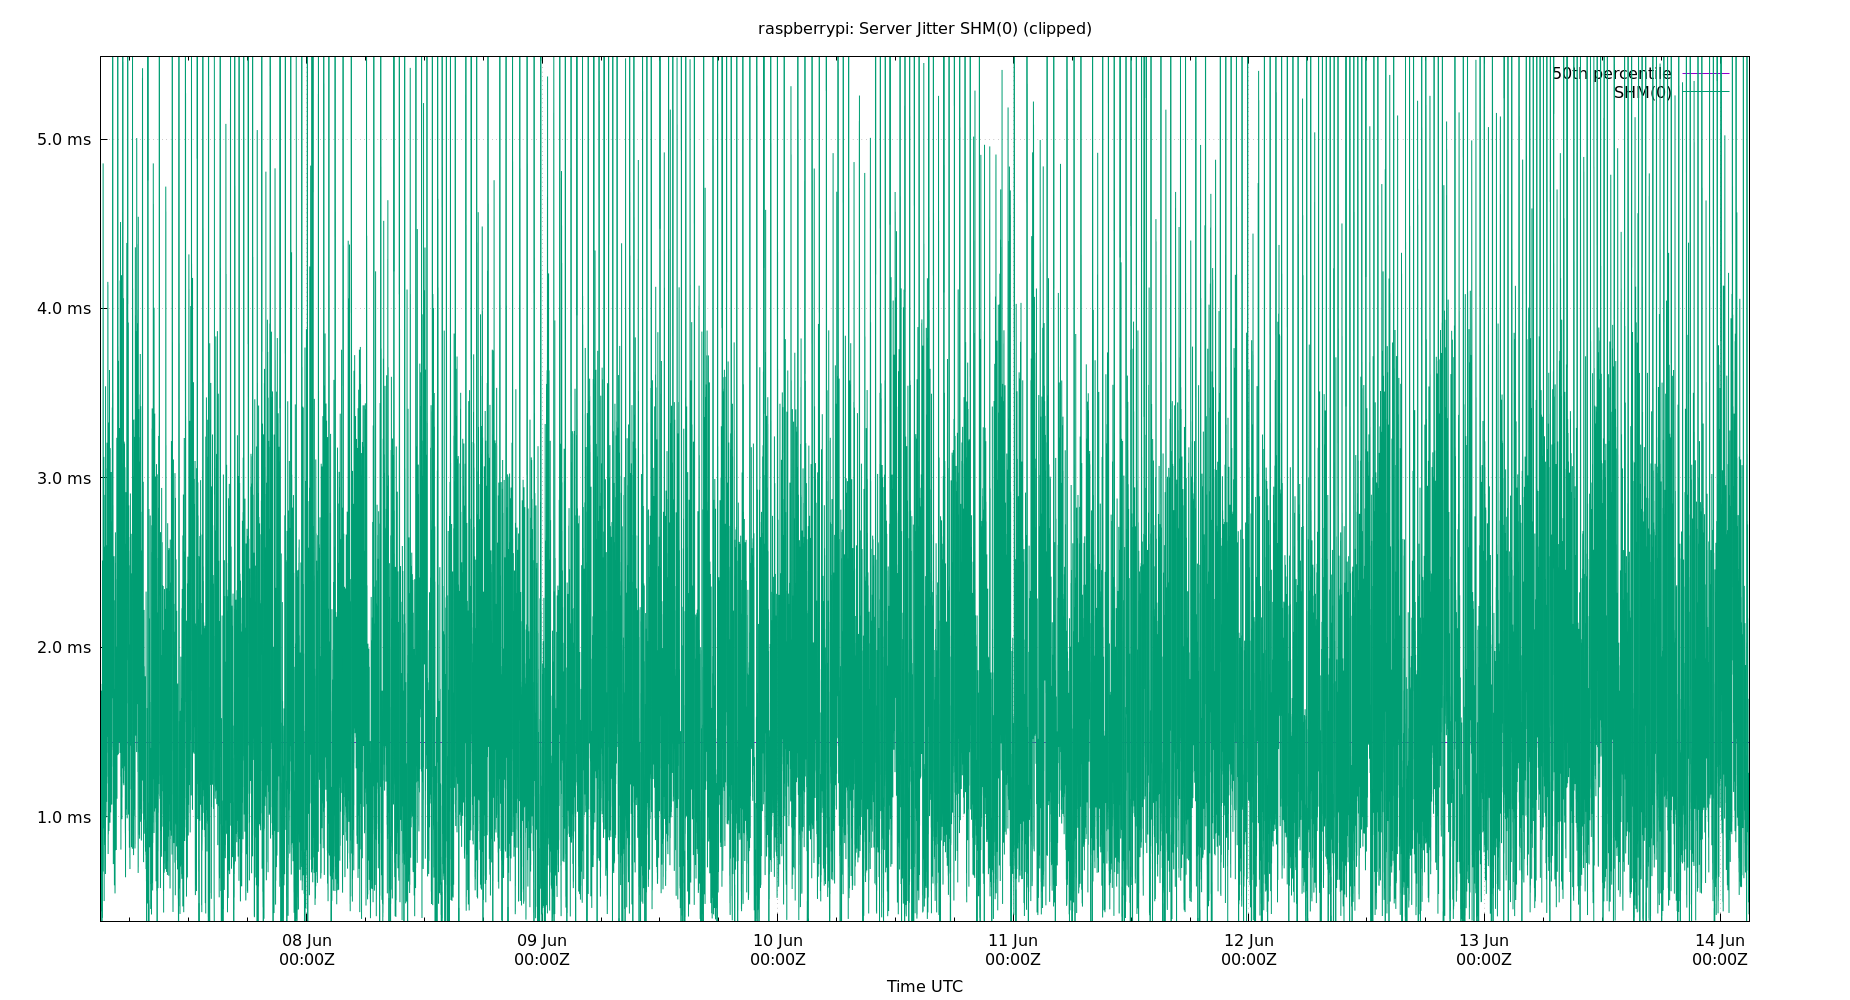 raspberrypi: Server Jitter SHM(0) (clipped)
50th percentile
SHM(0)
5.0 ms
4.0 ms
3.0 ms
2.0 ms
1.0 ms
08 Jun 09 Jun 10 Jun 11 Jun 12 Jun 13 Jun 14 Jun
00:00Z 00:00Z 00:00Z 00:00Z 00:00Z 00:00Z 00:00Z
Time UTC